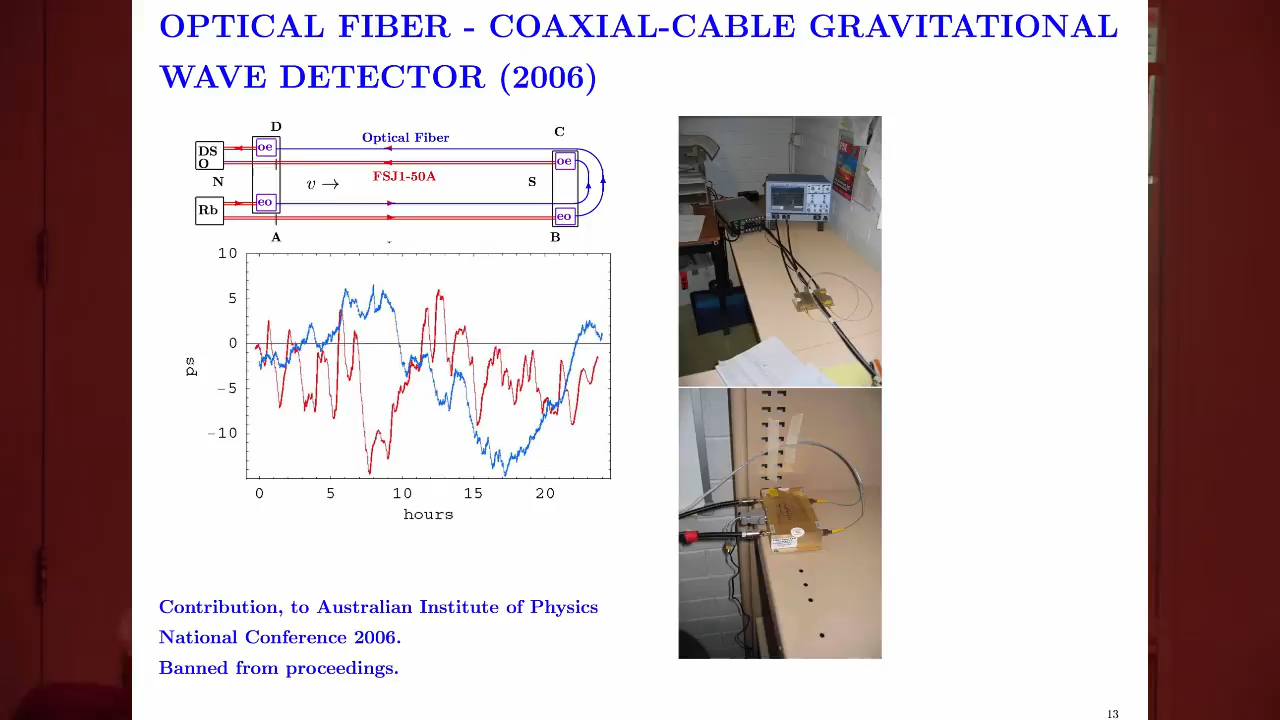 OPTICAL FIBER - COAXIAL-CABLE GRAVITATIONAL
WAVE DETECTOR (2006)
D
C
Optical Fiber
DS
O
oe
oe
N
v →
FSJ1-50A
S
Rb
eo
eo
A
B
10
5
0
−5
−10
ps
0 5 10 15 20
hours
Contribution, to Australian Institute of Physics
National Conference 2006.
Banned from proceedings.
13